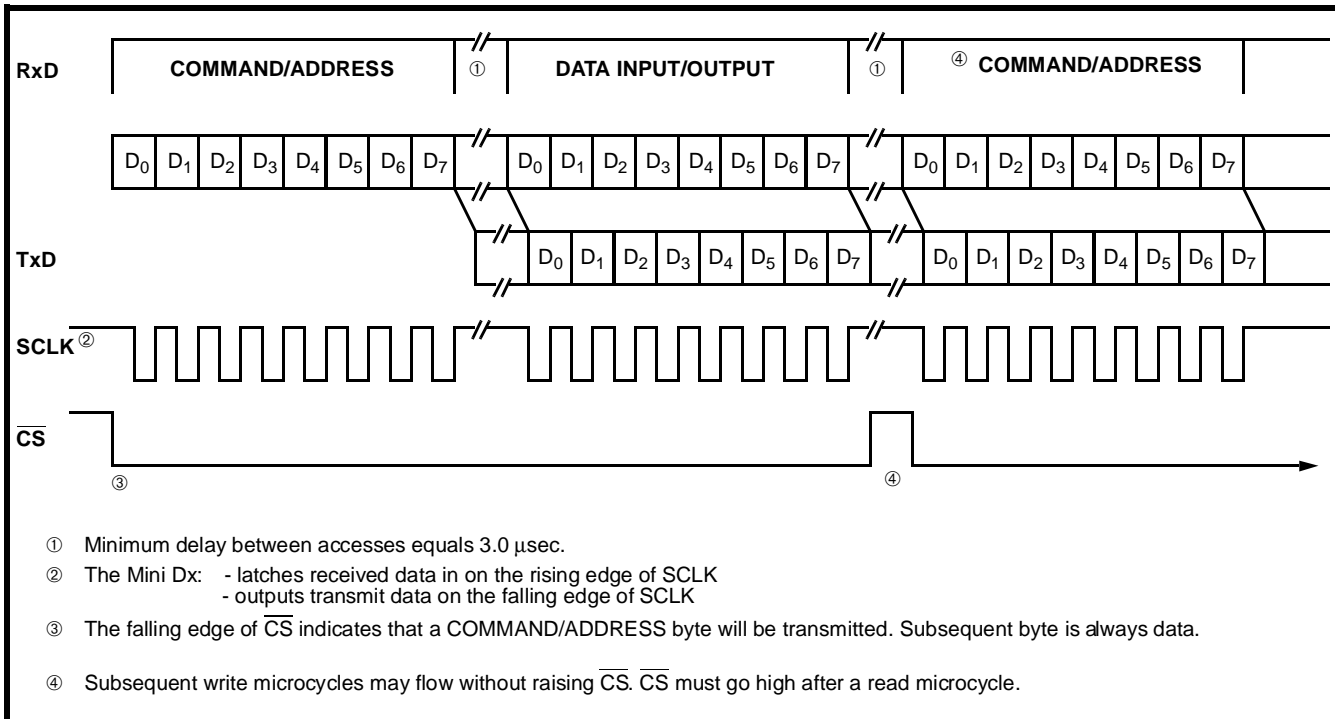 RxD COMMAND/ADDRESS ① DATA INPUT/OUTPUT ① ④ COMMAND/ADDRESS
D0 D1 D2 D3 D4 D5 D6 D7 D0 D1 D2 D3 D4 D5 D6 D7 D0 D1 D2 D3 D4 D5 D6 D7
TxD D0 D1 D2 D3 D4 D5 D6 D7 D0 D1 D2 D3 D4 D5 D6 D7
SCLK ②
C̅S̅
③ ④
① Minimum delay between accesses equals 3.0 µsec.
② The Mini Dx: - latches received data in on the rising edge of SCLK
- outputs transmit data on the falling edge of SCLK
③ The falling edge of C̅S̅ indicates that a COMMAND/ADDRESS byte will be transmitted. Subsequent byte is always data.
④ Subsequent write microcycles may flow without raising C̅S̅. C̅S̅ must go high after a read microcycle.